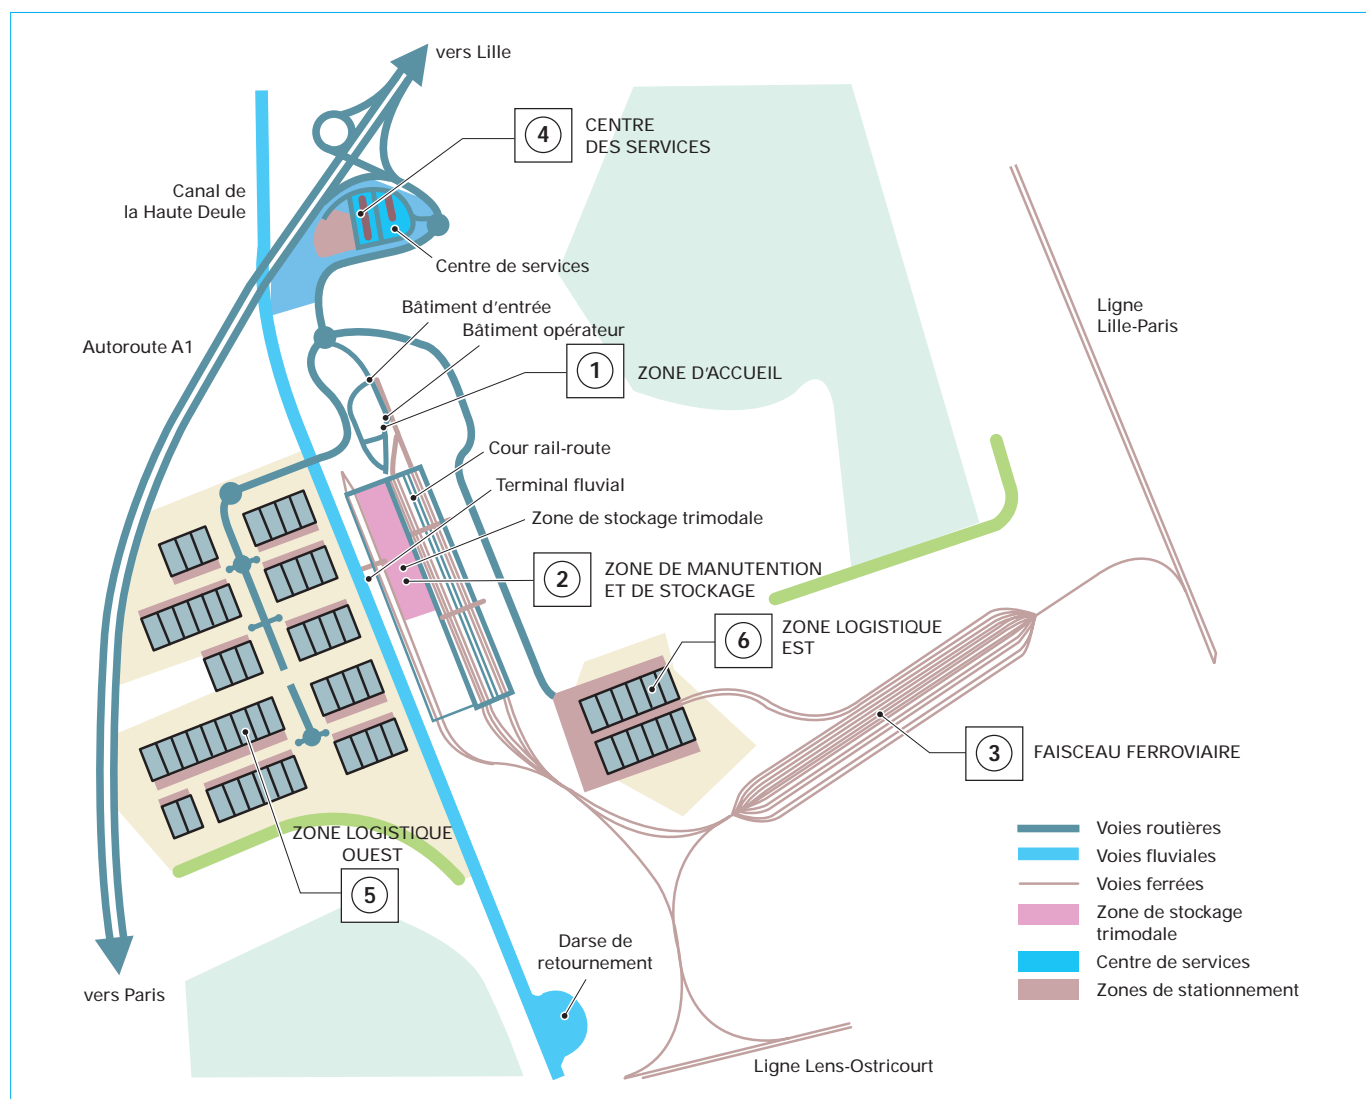 vers Lille
4
CENTRE
DES SERVICES
Canal de
la Haute Deule
Centre de services
Bâtiment d'entrée
Bâtiment opérateur
Ligne
Lille-Paris
Autoroute A1
1
ZONE D'ACCUEIL
Cour rail-route
Terminal fluvial
Zone de stockage trimodale
2
ZONE DE MANUTENTION
ET DE STOCKAGE
6
ZONE LOGISTIQUE
EST
3
FAISCEAU FERROVIAIRE
ZONE LOGISTIQUE
OUEST
5
Voies routières
Voies fluviales
Voies ferrées
Zone de stockage
trimodale
Centre de services
Zones de stationnement
Darse de
retournement
vers Paris
Ligne Lens-Ostricourt